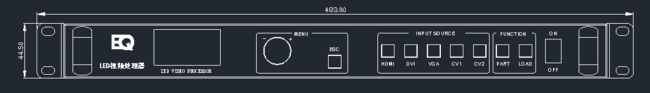 483.00
44.50
EQ
LED视频处理器
LED VIDEO PROCESSOR
MENU
- +
ESC
INPUT SOURCE
HDMI DVI VGA CV1 CV2
FUNCTION
PART LOAD
ON
OFF